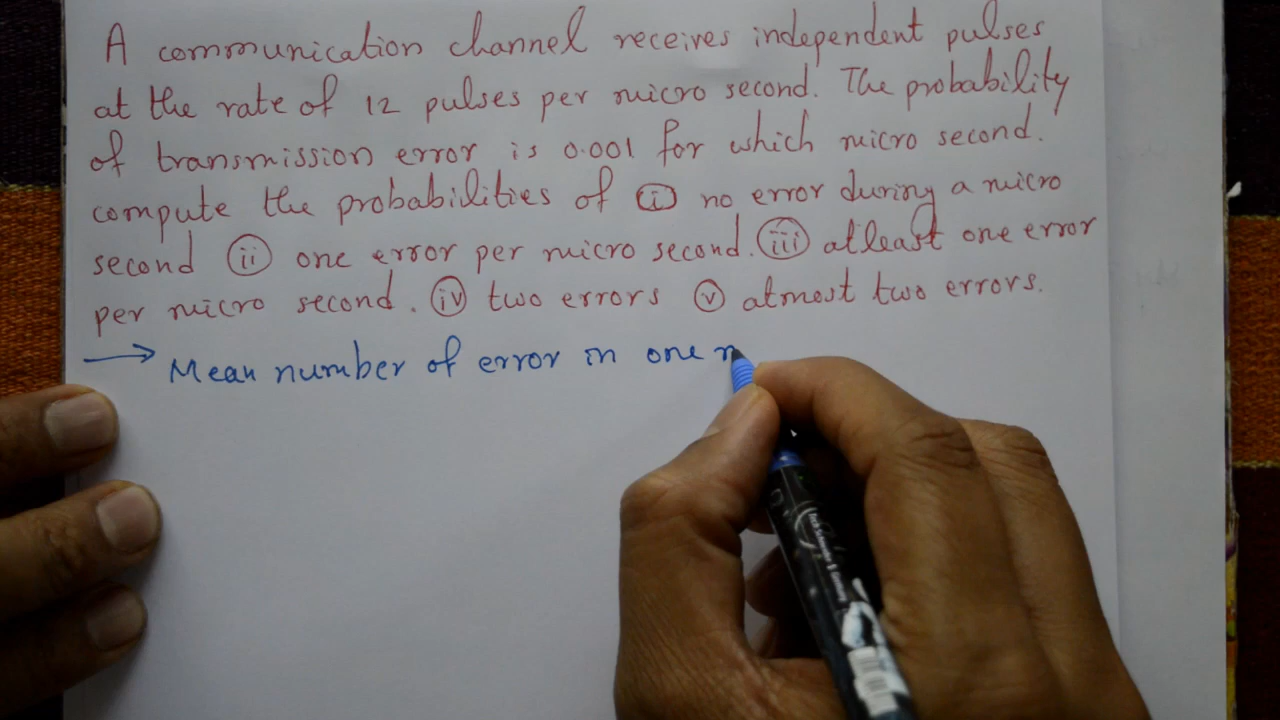 A communication channel receives independent pulses
at the rate of 12 pulses per micro second. The probability
of transmission error is 0.001 for which micro second.
compute the probabilities of (i) no error during a micro
second (ii) one error per micro second. (iii) atleast one error
per micro second. (iv) two errors (v) atmost two errors.
→ Mean number of error in one